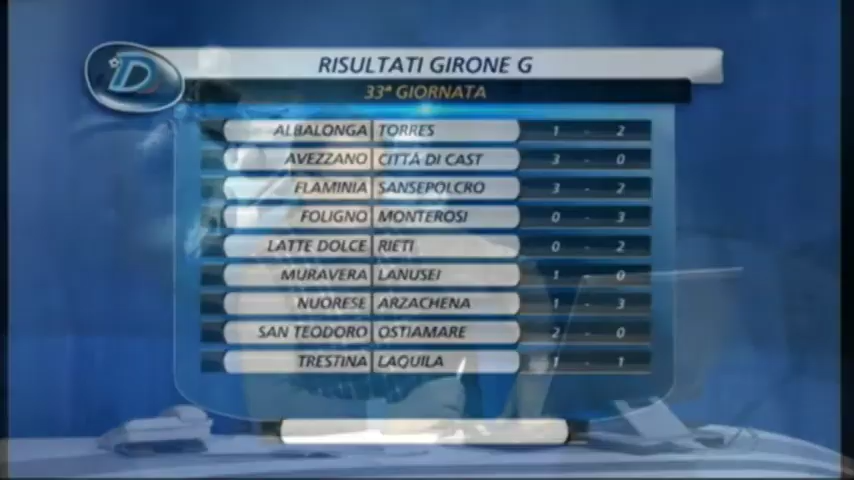 D
RISULTATI GIRONE G
33ª GIORNATA
ALBALONGA TORRES 1 - 2
AVEZZANO CITTÀ DI CAST 3 - 0
FLAMINIA SANSEPOLCRO 3 - 2
FOLIGNO MONTEROSI 0 - 3
LATTE DOLCE RIETI 0 - 2
MURAVERA LANUSEI 1 - 0
NUORESE ARZACHENA 1 - 3
SAN TEODORO OSTIAMARE 2 - 0
TRESTINA LAQUILA 1 - 1